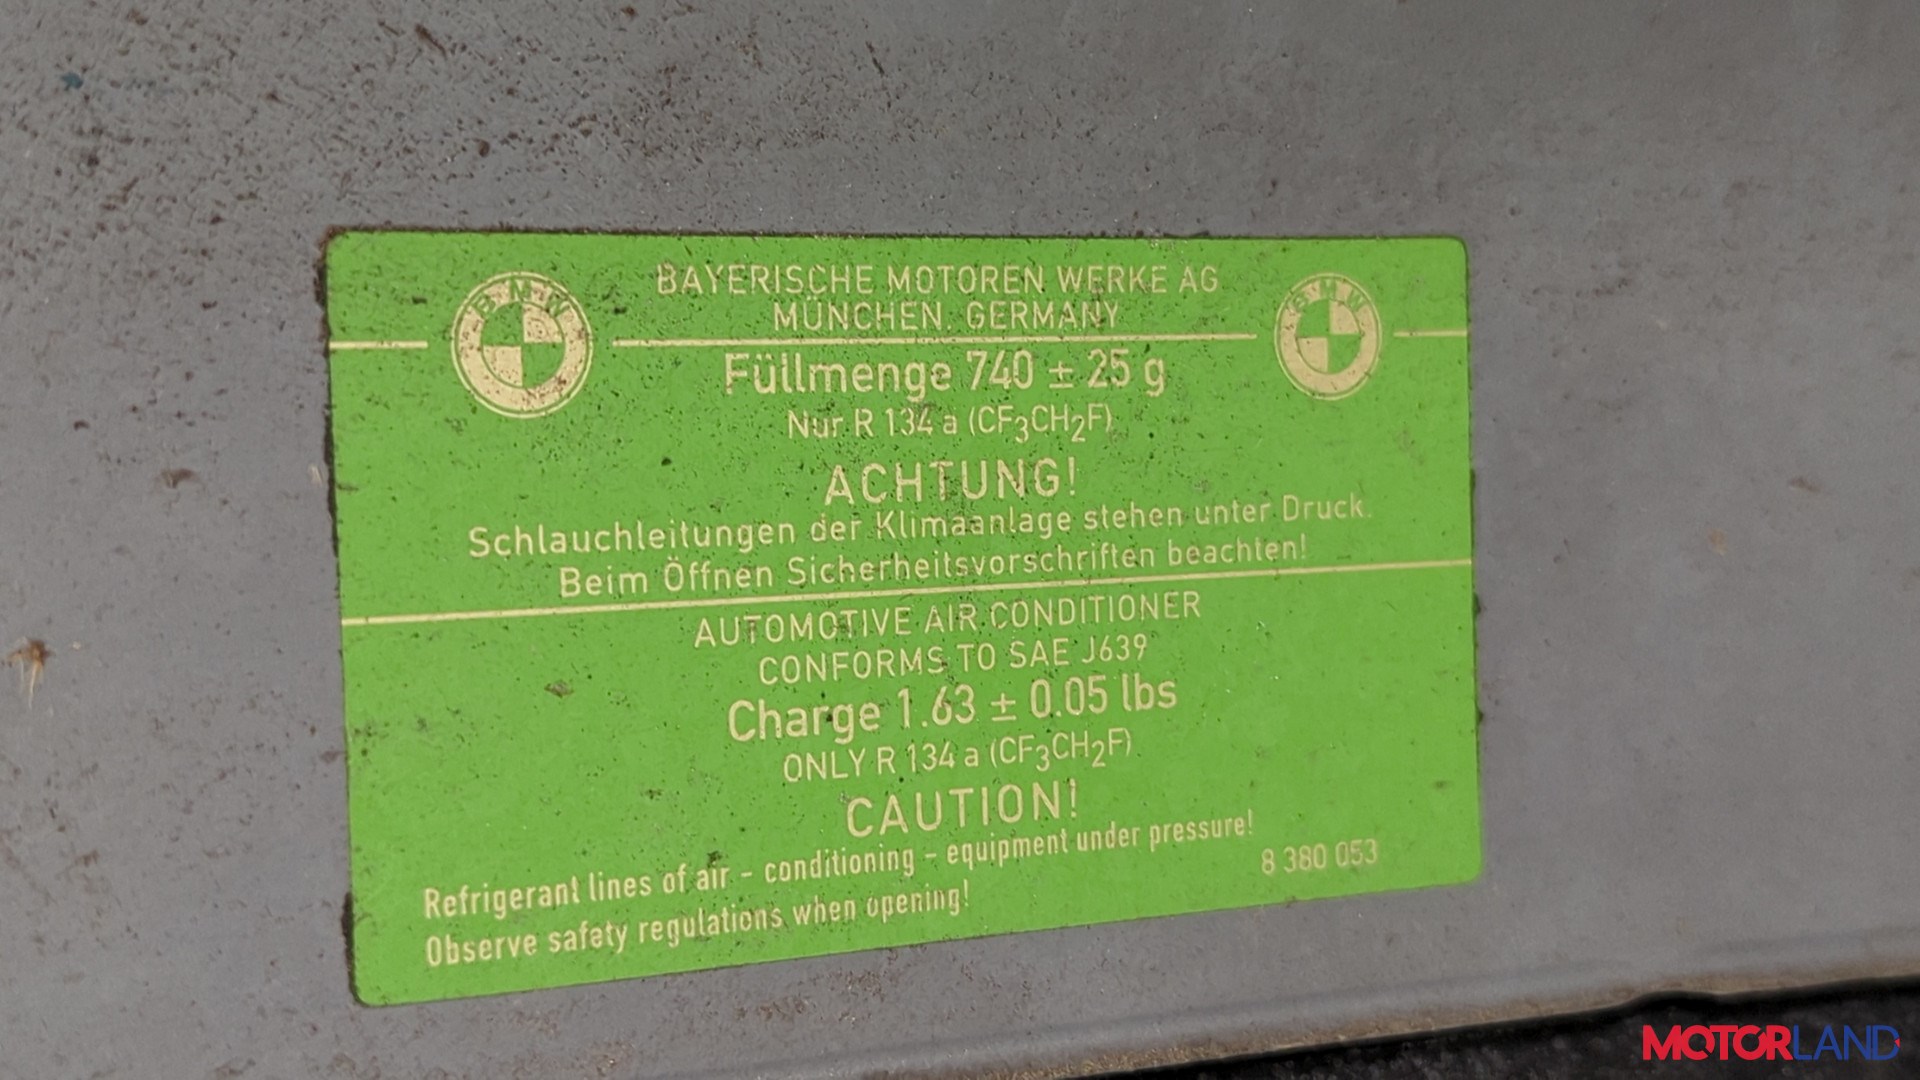 BAYERISCHE MOTOREN WERKE AG
MÜNCHEN, GERMANY
BMW
BMW
Füllmenge 740 ± 25 g
Nur R 134 a (CF₃CH₂F)
ACHTUNG!
Schlauchleitungen der Klimaanlage stehen unter Druck.
Beim Öffnen Sicherheitsvorschriften beachten!
AUTOMOTIVE AIR CONDITIONER
CONFORMS TO SAE J639
Charge 1.63 ± 0.05 lbs
ONLY R 134 a (CF₃CH₂F)
CAUTION!
Refrigerant lines of air - conditioning - equipment under pressure!
Observe safety regulations when opening!
8 380 053
MOTORLAND